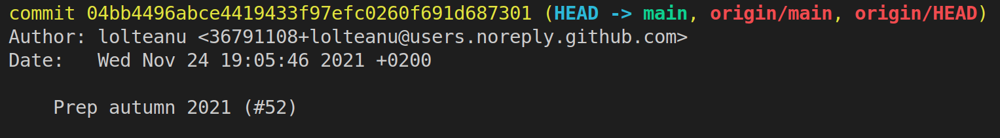 commit 04bb4496abce4419433f97efc0260f691d687301 (HEAD -> main, origin/main, origin/HEAD)
Author: lolteanu <36791108+lolteanu@users.noreply.github.com>
Date:   Wed Nov 24 19:05:46 2021 +0200
    Prep autumn 2021 (#52)